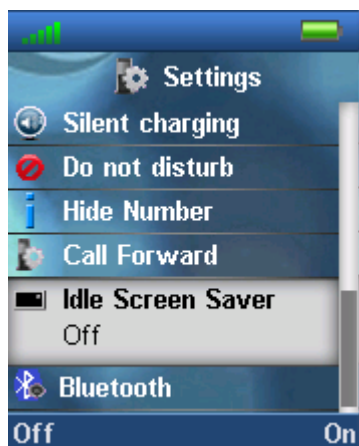 Settings
Silent charging
Do not disturb
Hide Number
Call Forward
Idle Screen Saver
Off
Bluetooth
Off On